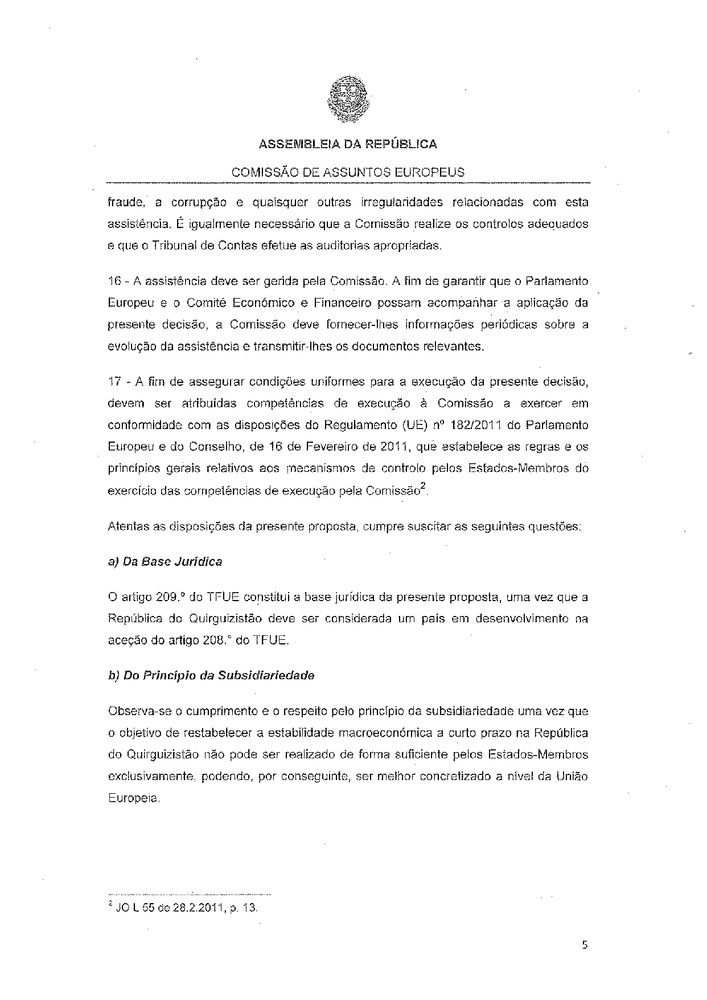 ASSEMBLEIA DA REPÚBLICA
COMISSÃO DE ASSUNTOS EUROPEUS
fraude, a corrupção e quaisquer outras irregularidades relacionadas com esta
assistência. É igualmente necessário que a Comissão realize os controlos adequados
e que o Tribunal de Contas efetue as auditorias apropriadas.
16 - A assistência deve ser gerida pela Comissão. A fim de garantir que o Parlamento
Europeu e o Comité Económico e Financeiro possam acompanhar a aplicação da
presente decisão, a Comissão deve fornecer-lhes informações periódicas sobre a
evolução da assistência e transmitir-lhes os documentos relevantes.
17 - A fim de assegurar condições uniformes para a execução da presente decisão,
devem ser atribuídas competências de execução à Comissão a exercer em
conformidade com as disposições do Regulamento (UE) nº 182/2011 do Parlamento
Europeu e do Conselho, de 16 de Fevereiro de 2011, que estabelece as regras e os
princípios gerais relativos aos mecanismos de controlo pelos Estados-Membros do
exercício das competências de execução pela Comissão².
Atentas as disposições da presente proposta, cumpre suscitar as seguintes questões:
a) Da Base Jurídica
O artigo 209.º do TFUE constitui a base jurídica da presente proposta, uma vez que a
República do Quirguizistão deve ser considerada um país em desenvolvimento na
aceção do artigo 208.º do TFUE.
b) Do Princípio da Subsidiariedade
Observa-se o cumprimento e o respeito pelo princípio da subsidiariedade uma vez que
o objetivo de restabelecer a estabilidade macroeconómica a curto prazo na República
do Quirguizistão não pode ser realizado de forma suficiente pelos Estados-Membros
exclusivamente, podendo, por conseguinte, ser melhor concretizado a nível da União
Europeia.
² JO L 55 de 28.2.2011, p. 13.
5